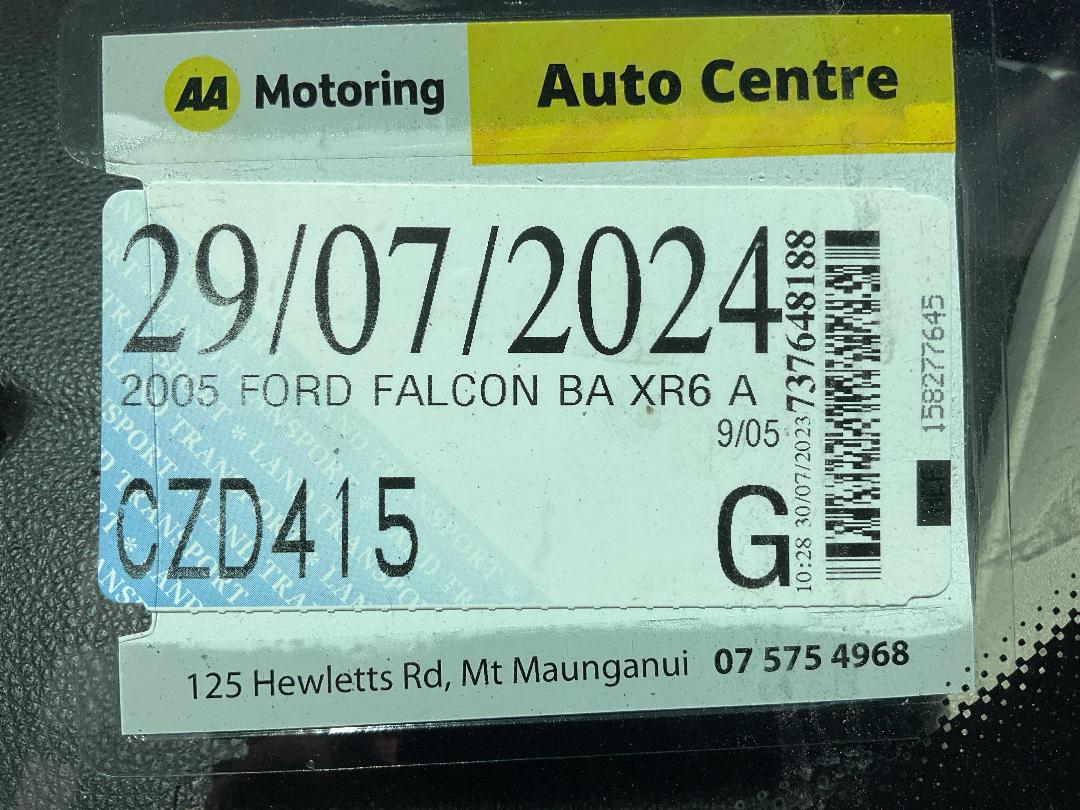 AA Motoring
Auto Centre
29/07/2024
2005 FORD FALCON BA XR6 A
9/05
CZD415
G
10:28 30/07/2023 737648188
158277645
125 Hewletts Rd, Mt Maunganui 07 575 4968